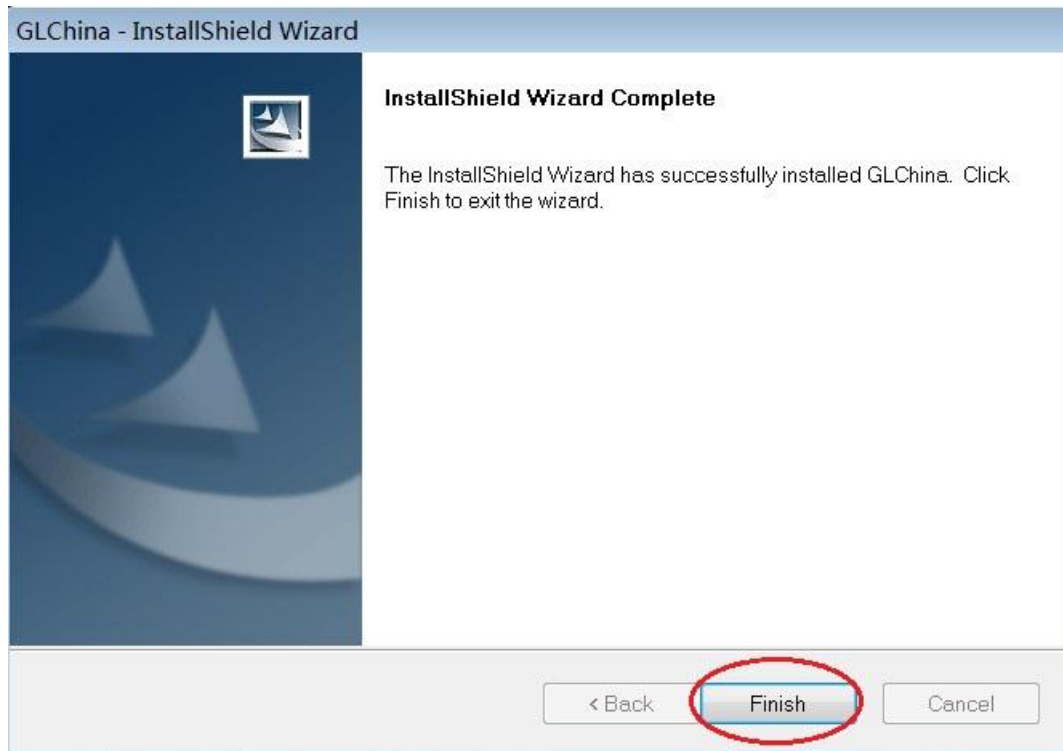 GLChina - InstallShield Wizard
InstallShield Wizard Complete
The InstallShield Wizard has successfully installed GLChina. Click
Finish to exit the wizard.
< Back
Finish
Cancel